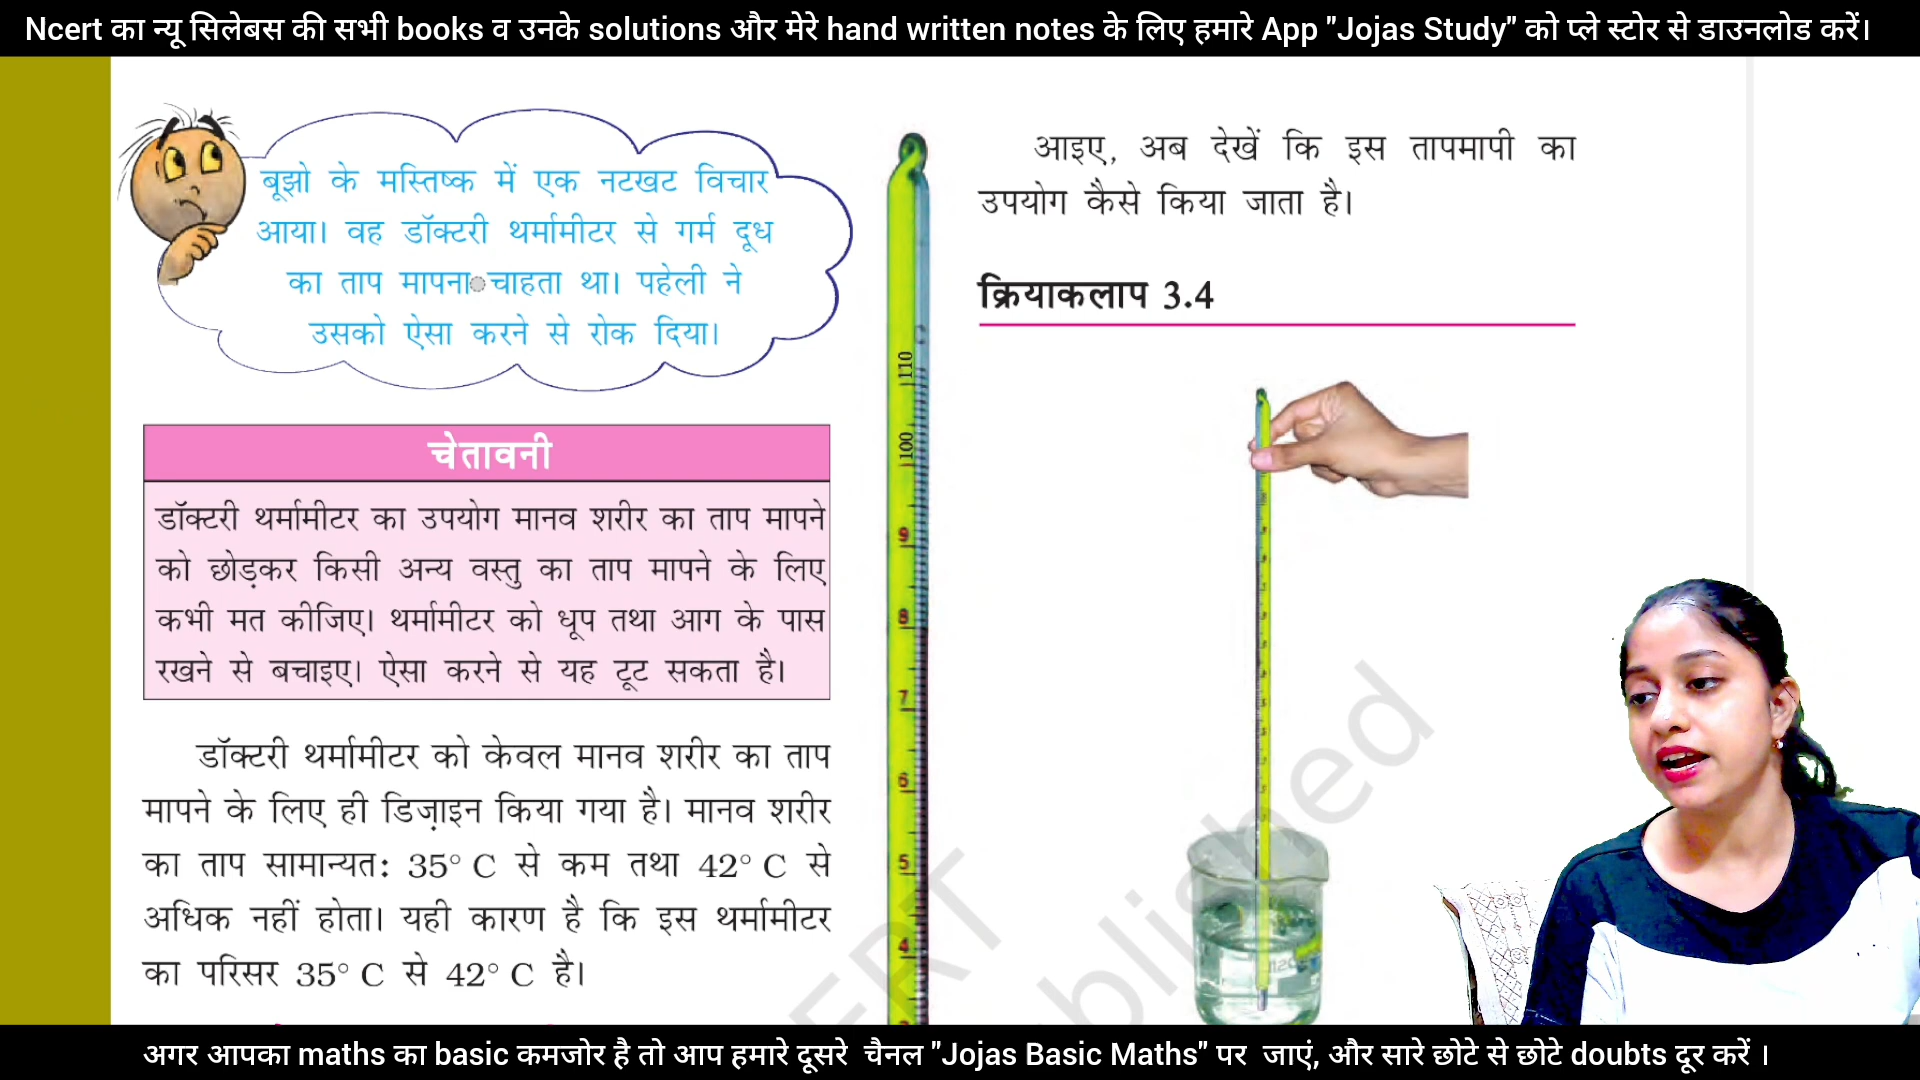 Ncert का न्यू सिलेबस की सभी books व उनके solutions और मेरे hand written notes के लिए हमारे App "Jojas Study" को प्ले स्टोर से डाउनलोड करें।
बूझो के मस्तिष्क में एक नटखट विचार
आया। वह डॉक्टरी थर्मामीटर से गर्म दूध
का ताप मापना चाहता था। पहेली ने
उसको ऐसा करने से रोक दिया।
चेतावनी
डॉक्टरी थर्मामीटर का उपयोग मानव शरीर का ताप मापने
को छोड़कर किसी अन्य वस्तु का ताप मापने के लिए
कभी मत कीजिए। थर्मामीटर को धूप तथा आग के पास
रखने से बचाइए। ऐसा करने से यह टूट सकता है।
डॉक्टरी थर्मामीटर को केवल मानव शरीर का ताप
मापने के लिए ही डिज़ाइन किया गया है। मानव शरीर
का ताप सामान्यतः 35° C से कम तथा 42° C से
अधिक नहीं होता। यही कारण है कि इस थर्मामीटर
का परिसर 35° C से 42° C है।
C
110
100
9
8
7
6
5
4
आइए, अब देखें कि इस तापमापी का
उपयोग कैसे किया जाता है।
क्रियाकलाप 3.4
ERT
blished
अगर आपका maths का basic कमजोर है तो आप हमारे दूसरे चैनल "Jojas Basic Maths" पर जाएं, और सारे छोटे से छोटे doubts दूर करें ।